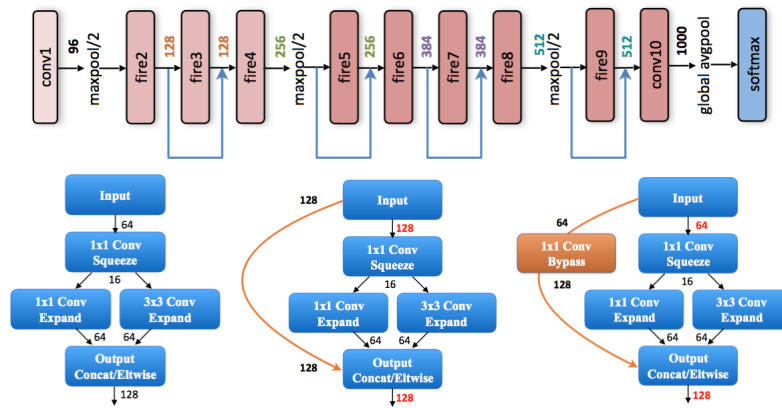 conv1
96
maxpool/2
fire2
128
fire3
128
fire4
256
maxpool/2
fire5
256
fire6
384
fire7
384
fire8
512
maxpool/2
fire9
512
conv10
1000
global avgpool
softmax
Input
64
1x1 Conv
Squeeze
16
1x1 Conv
Expand
3x3 Conv
Expand
64
64
Output
Concat/Eltwise
128
Input
128
128
1x1 Conv
Squeeze
16
1x1 Conv
Expand
3x3 Conv
Expand
64
64
128
Output
Concat/Eltwise
128
Input
64
64
1x1 Conv
Bypass
1x1 Conv
Squeeze
128
16
1x1 Conv
Expand
3x3 Conv
Expand
64
64
Output
Concat/Eltwise
128